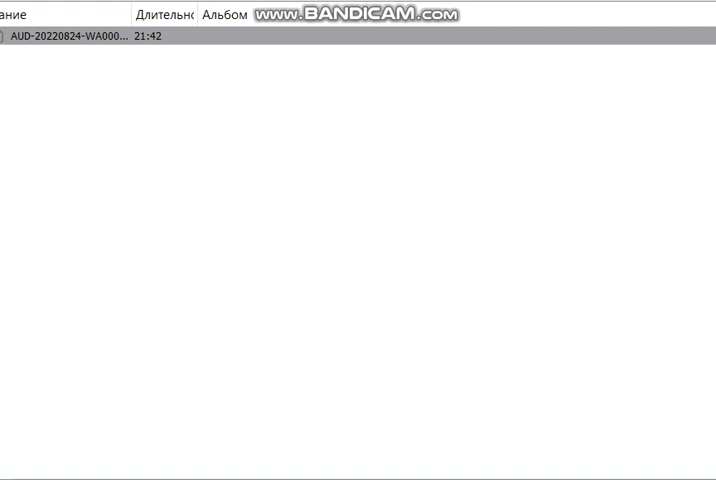 ание Длительнс Альбом www.BANDICAM.com
AUD-20220824-WA000... 21:42